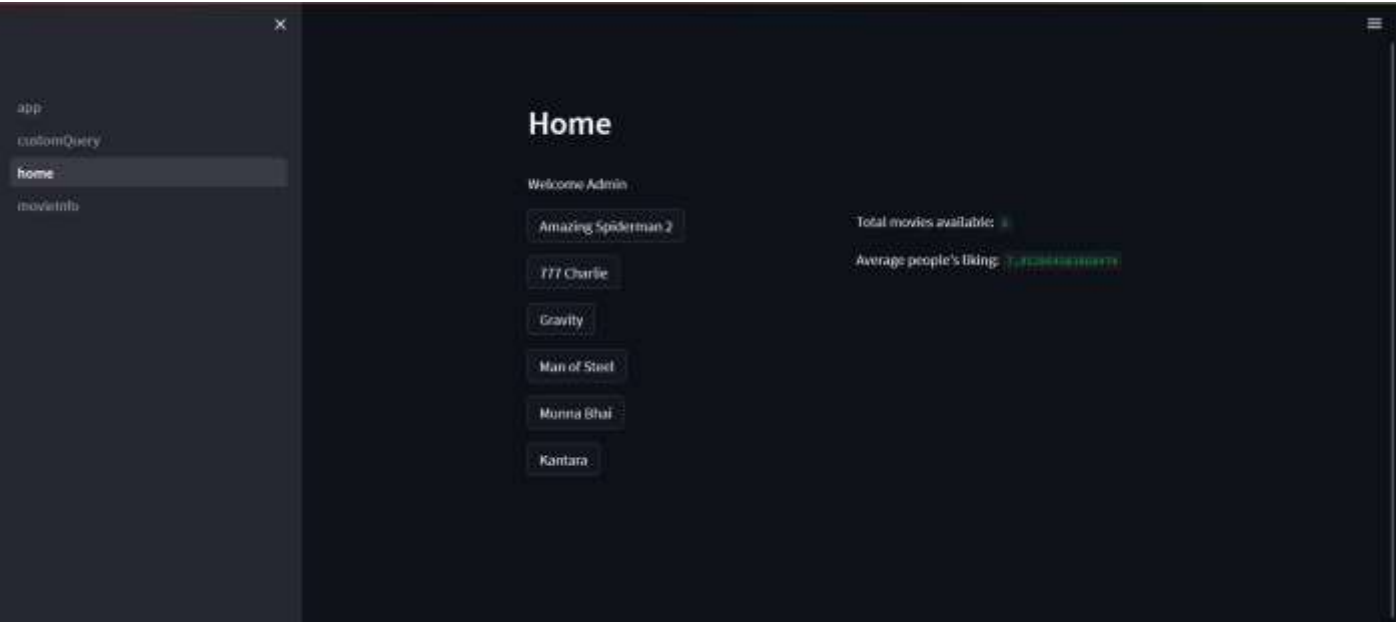 app
customQuery
home
movieInfo
Home
Welcome Admin
Amazing Spiderman 2
777 Charlie
Gravity
Man of Steel
Munna Bhai
Kantara
Total movies available:
Average people's liking: